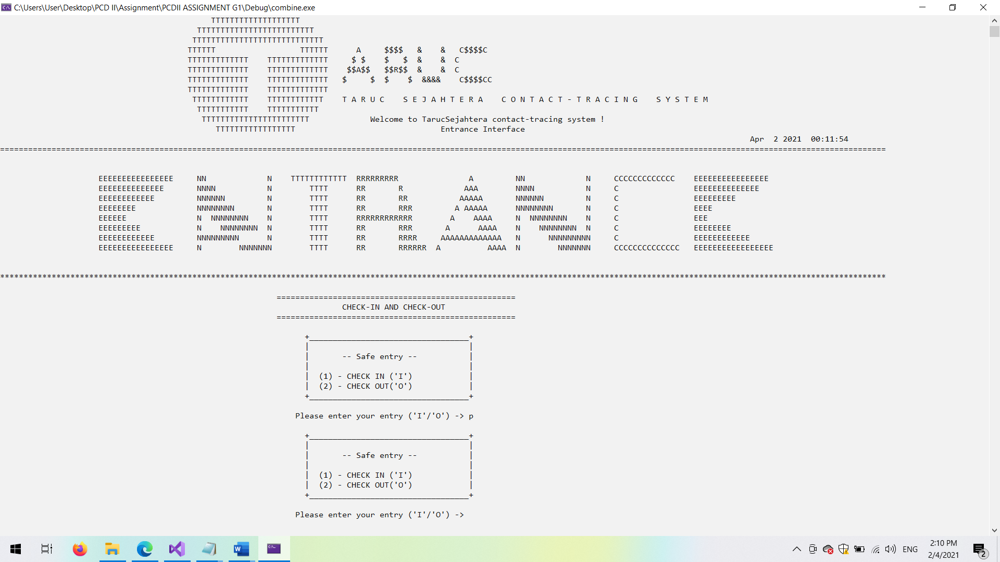 C:\Users\User\Desktop\PCD II\Assignment\PCDII ASSIGNMENT G1\Debug\combine.exe
                                             TTTTTTTTTTTTTTTTTTT
                                          TTTTTTTTTTTTTTTTTTTTTTTTT
                                         TTTTTTTTTTTTTTTTTTTTTTTTTTTT
                                        TTTTTT                  TTTTTT      A     $$$$   &    &   C$$$$C
                                        TTTTTTTTTTTTT    TTTTTTTTTTTTT     $ $    $   $  &    &  C
                                        TTTTTTTTTTTTT    TTTTTTTTTTTTT    $$A$$   $$R$$  &    &  C
                                        TTTTTTTTTTTTT    TTTTTTTTTTTTT   $     $  $    $  &&&&    C$$$$CC
                                        TTTTTTTTTTTTT    TTTTTTTTTTTTT
                                         TTTTTTTTTTTT    TTTTTTTTTTTT    T A R U C    S E J A H T E R A    C O N T A C T - T R A C I N G    S Y S T E M
                                          TTTTTTTTTTT    TTTTTTTTTTT
                                           TTTTTTTTTTTTTTTTTTTTTTT             Welcome to TarucSejahtera contact-tracing system !
                                              TTTTTTTTTTTTTTTTT                               Entrance Interface
Apr  2 2021  00:11:54
=============================================================================================================================================================================================
                     EEEEEEEEEEEEEEEE     NN             N    TTTTTTTTTTTT  RRRRRRRRR               A         NN             N     CCCCCCCCCCCCC    EEEEEEEEEEEEEEEE
                     EEEEEEEEEEEEEE       NNNN           N        TTTT      RR       R             AAA       NNNN           N     C                EEEEEEEEEEEEEE
                     EEEEEEEEEEEE         NNNNNN         N        TTTT      RR       RR           AAAAA       NNNNNN         N     C                EEEEEEEEE
                     EEEEEEEE             NNNNNNNN       N        TTTT      RR       RRR         A AAAAA      NNNNNNNN       N     C                EEEE
                     EEEEEE               N  NNNNNNNN    N        TTTT      RRRRRRRRRRRR        A    AAAA     N  NNNNNNNN    N     C                EEE
                     EEEEEEEEE            N    NNNNNNNN  N        TTTT      RR       RRR       A      AAAA    N    NNNNNNNN  N     C                EEEEEEEE
                     EEEEEEEEEEEE         NNNNNNNNN      N        TTTT      RR       RRRR     AAAAAAAAAAAAA   N      NNNNNNNNN     C                EEEEEEEEEEEE
                     EEEEEEEEEEEEEEEE     N        NNNNNNN        TTTT      RR       RRRRRR  A          AAAA  N        NNNNNNN     CCCCCCCCCCCCCC   EEEEEEEEEEEEEEEEE
*********************************************************************************************************************************************************************************************
===================================================
CHECK-IN AND CHECK-OUT
===================================================
+__________________________________+
|                                  |
|       -- Safe entry --           |
|                                  |
|  (1) - CHECK IN ('I')            |
|  (2) - CHECK OUT('O')            |
+__________________________________+
Please enter your entry ('I'/'O') -> p
+__________________________________+
|                                  |
|       -- Safe entry --           |
|                                  |
|  (1) - CHECK IN ('I')            |
|  (2) - CHECK OUT('O')            |
+__________________________________+
Please enter your entry ('I'/'O') ->
ENG
2:10 PM
2/4/2021
2